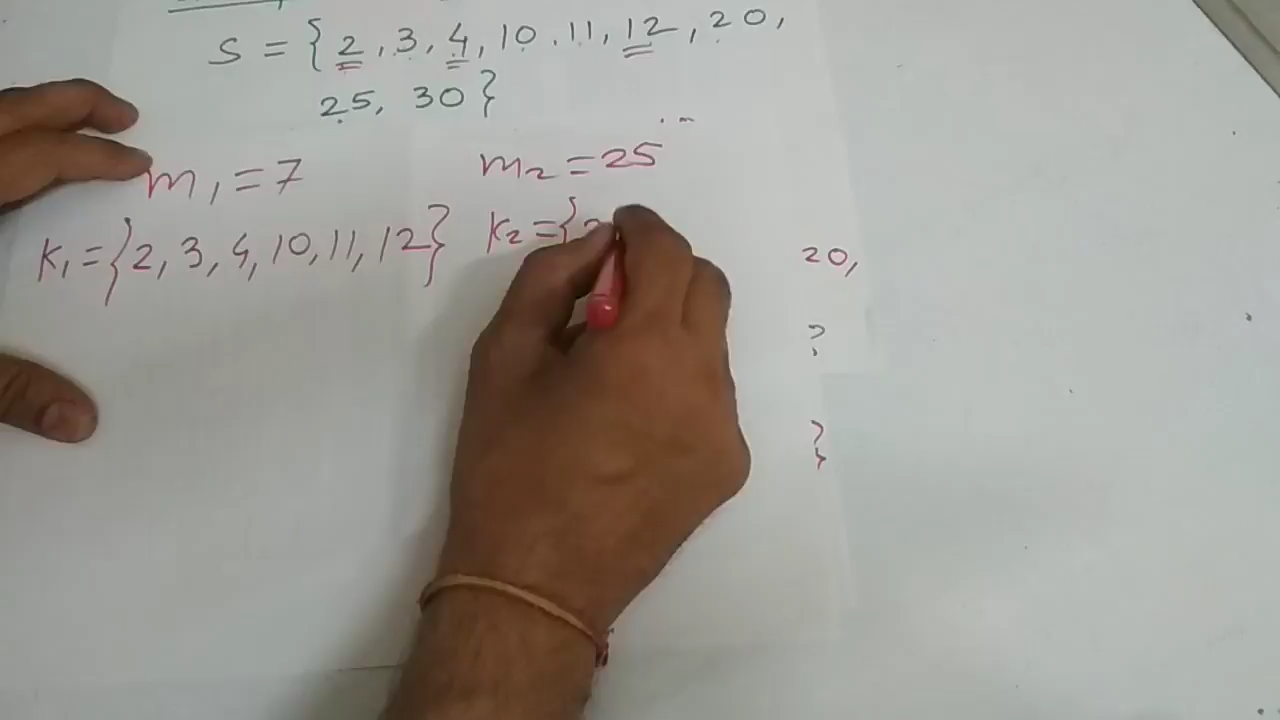 S = {2, 3, 4, 10, 11, 12, 20,
25, 30}
m₁ = 7
m₂ = 25
K₁ = {2, 3, 4, 10, 11, 12}
K₂ = {
20,
?
?